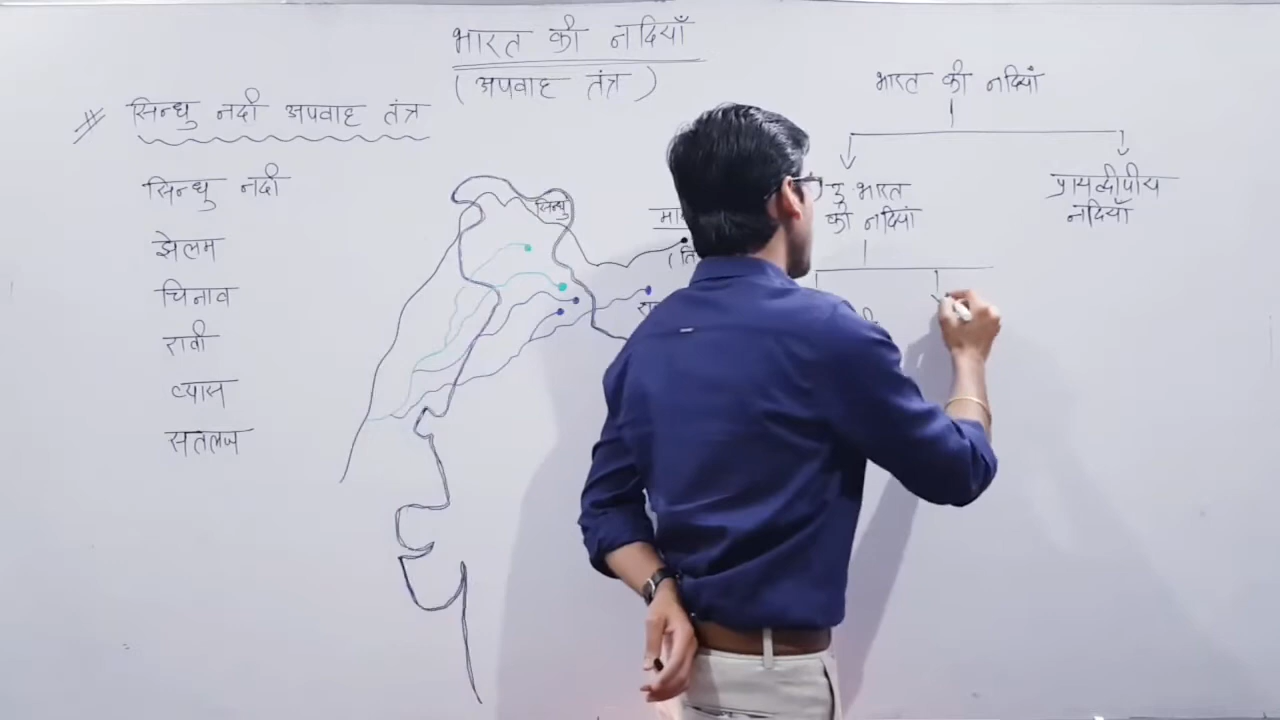 भारत की नदियाँ
(अपवाह तंत्र)
# सिन्धु नदी अपवाह तंत्र
सिन्धु नदी
झेलम
चिनाव
रावी
व्यास
सतलज
सिन्धु
भारत की नदियाँ
उ भारत
की नदियां
प्रायद्वीपीय
नदियाँ